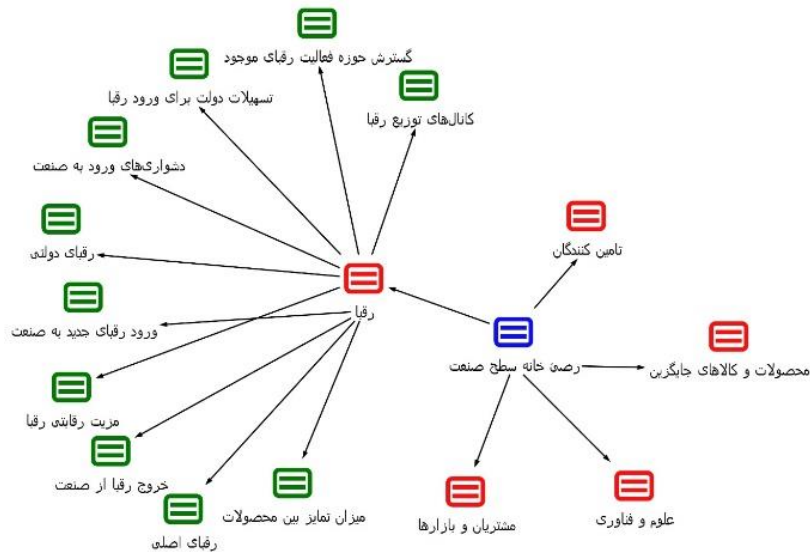 گسترش حوزه فعالیت رقبای موجود
تسهیلات دولت برای ورود رقبا
کانال‌های توزیع رقبا
دشواری‌های ورود به صنعت
رقبای دولتی
تامین کنندگان
رقبا
ورود رقبای جدید به صنعت
رصد خانه سطح صنعت
محصولات و کالاهای جایگزین
مزیت رقابتی رقبا
خروج رقبا از صنعت
میزان تمایز بین محصولات
رقبای اصلی
مشتریان و بازارها
علوم و فناوری